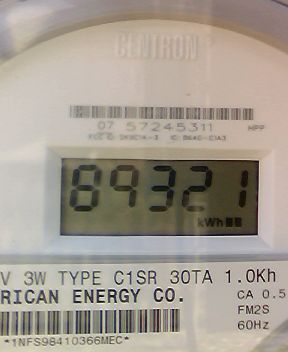 CENTRON
07 57245311 HPP
89321
kWh
V 3W TYPE C1SR 30TA 1.0Kh
RICAN ENERGY CO.
CA 0.5
FM2S
60Hz
*1NFS98410366MEC*